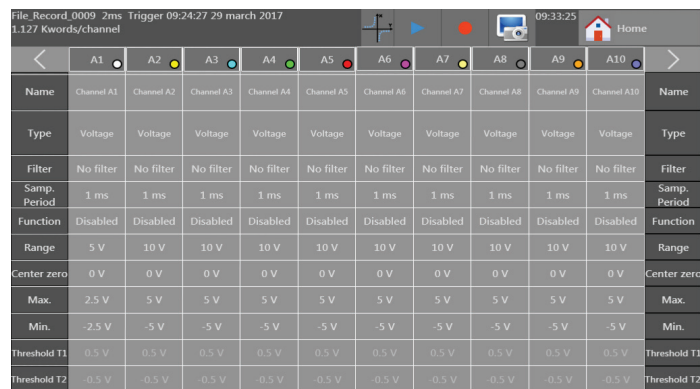 File_Record_0009 2ms Trigger 09:24:27 29 march 2017
1.127 Kwords/channel
09:33:25
Home
A1 A2 A3 A4 A5 A6 A7 A8 A9 A10
Name Channel A1 Channel A2 Channel A3 Channel A4 Channel A5 Channel A6 Channel A7 Channel A8 Channel A9 Channel A10 Name
Type Voltage Voltage Voltage Voltage Voltage Voltage Voltage Voltage Voltage Voltage Type
Filter No filter No filter No filter No filter No filter No filter No filter No filter No filter No filter Filter
Samp. Period 1 ms 1 ms 1 ms 1 ms 1 ms 1 ms 1 ms 1 ms 1 ms 1 ms Samp. Period
Function Disabled Disabled Disabled Disabled Disabled Disabled Disabled Disabled Disabled Disabled Function
Range 5 V 10 V 10 V 10 V 10 V 10 V 10 V 10 V 10 V 10 V Range
Center zero 0 V 0 V 0 V 0 V 0 V 0 V 0 V 0 V 0 V 0 V Center zero
Max. 2.5 V 5 V 5 V 5 V 5 V 5 V 5 V 5 V 5 V 5 V Max.
Min. -2.5 V -5 V -5 V -5 V -5 V -5 V -5 V -5 V -5 V -5 V Min.
Threshold T1 0.5 V 0.5 V 0.5 V 0.5 V 0.5 V 0.5 V 0.5 V 0.5 V 0.5 V 0.5 V Threshold T1
Threshold T2 -0.5 V -0.5 V -0.5 V -0.5 V -0.5 V -0.5 V -0.5 V -0.5 V -0.5 V -0.5 V Threshold T2